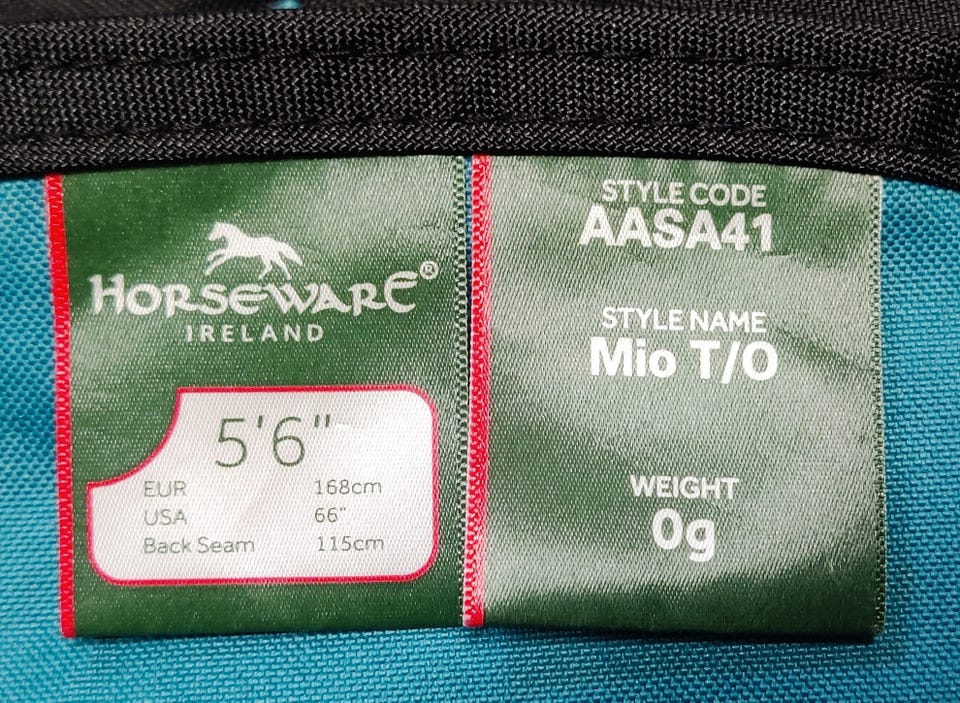 HORSEWARE®
IRELAND
5'6"
EUR 168cm
USA 66"
Back Seam 115cm
STYLE CODE
AASA41
STYLE NAME
Mio T/O
WEIGHT
0g